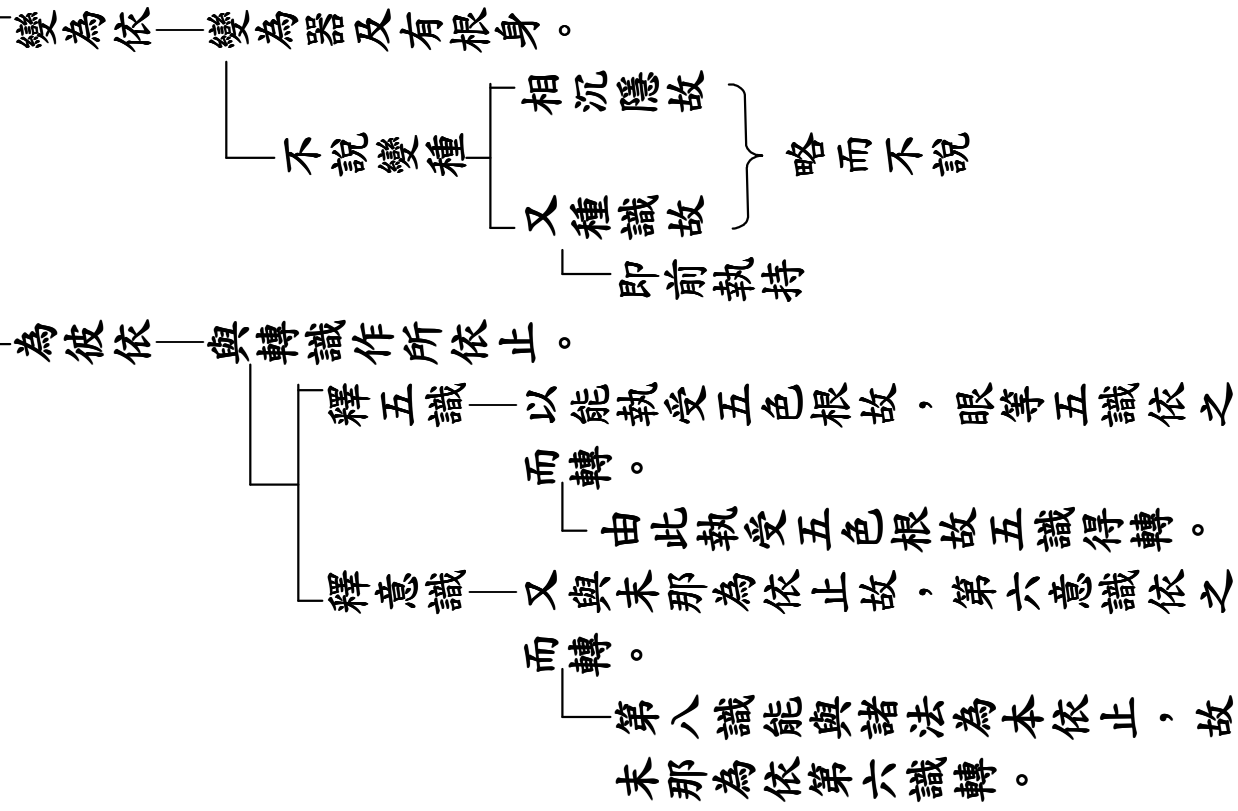 變為依 變為器及有根身。
不說變種
相沉隱故
又種識故
略而不說
即前執持
為彼依 與轉識作所依止。
釋五識 以能執受五色根故，眼等五識依之
而轉。
由此執受五色根故五識得轉。
釋意識 又與末那為依止故，第六意識依之
而轉。
第八識能與諸法為本依止，故
末那為依第六識轉。